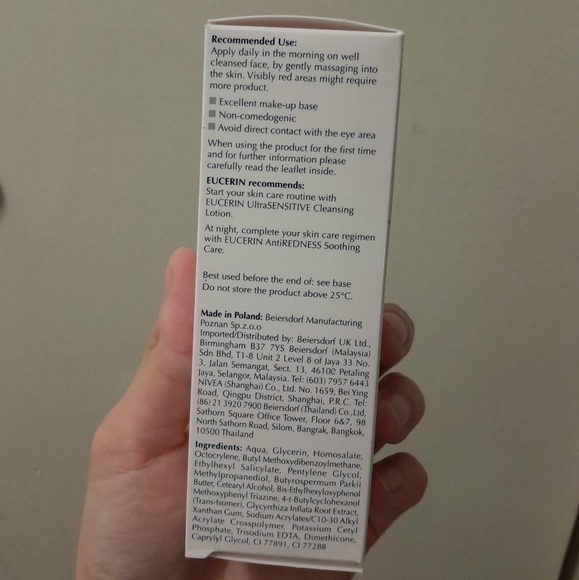 Recommended Use:
Apply daily in the morning on well
cleansed face, by gently massaging into
the skin. Visibly red areas might require
more product.
Excellent make-up base
Non-comedogenic
Avoid direct contact with the eye area
When using the product for the first time
and for further information please
carefully read the leaflet inside.
EUCERIN recommends:
Start your skin care routine with
EUCERIN UltraSENSITIVE Cleansing
Lotion.
At night, complete your skin care regimen
with EUCERIN AntiREDNESS Soothing
Care.
Best used before the end of: see base
Do not store the product above 25°C.
Made in Poland: Beiersdorf Manufacturing
Poznan Sp.z.o.o
Imported/Distributed by: Beiersdorf UK Ltd.,
Birmingham B37 7YS Beiersdorf (Malaysia)
Sdn Bhd, T1-8 Unit 2 Level 8 of Jaya 33 No.
3, Jalan Semangat, Sect. 13, 46100 Petaling
Jaya, Selangor, Malaysia. Tel: (603) 7957 6443
NIVEA (Shanghai) Co., Ltd. No. 1659, Bei Ying
Road, Qingpu District, Shanghai, P.R.C. Tel:
(86) 21 3920 7900 Beiersdorf (Thailand) Co.,Ltd,
Sathorn Square Office Tower, Floor 6&7, 98
North Sathorn Road, Silom, Bangrak, Bangkok,
10500 Thailand
Ingredients: Aqua, Glycerin, Homosalate,
Octocrylene, Butyl Methoxydibenzoylmethane,
Ethylhexyl Salicylate, Pentylene Glycol,
Methylpropanediol, Butyrospermum Parkii
Butter, Cetearyl Alcohol, Bis-Ethylhexyloxyphenol
Methoxyphenyl Triazine, 4-t-Butylcyclohexanol
(Trans-Isomer), Glycyrrhiza Inflata Root Extract,
Xanthan Gum, Sodium Acrylates/C10-30 Alkyl
Acrylate Crosspolymer, Potassium Cetyl
Phosphate, Trisodium EDTA, Dimethicone,
Caprylyl Glycol, CI 77891, CI 77288